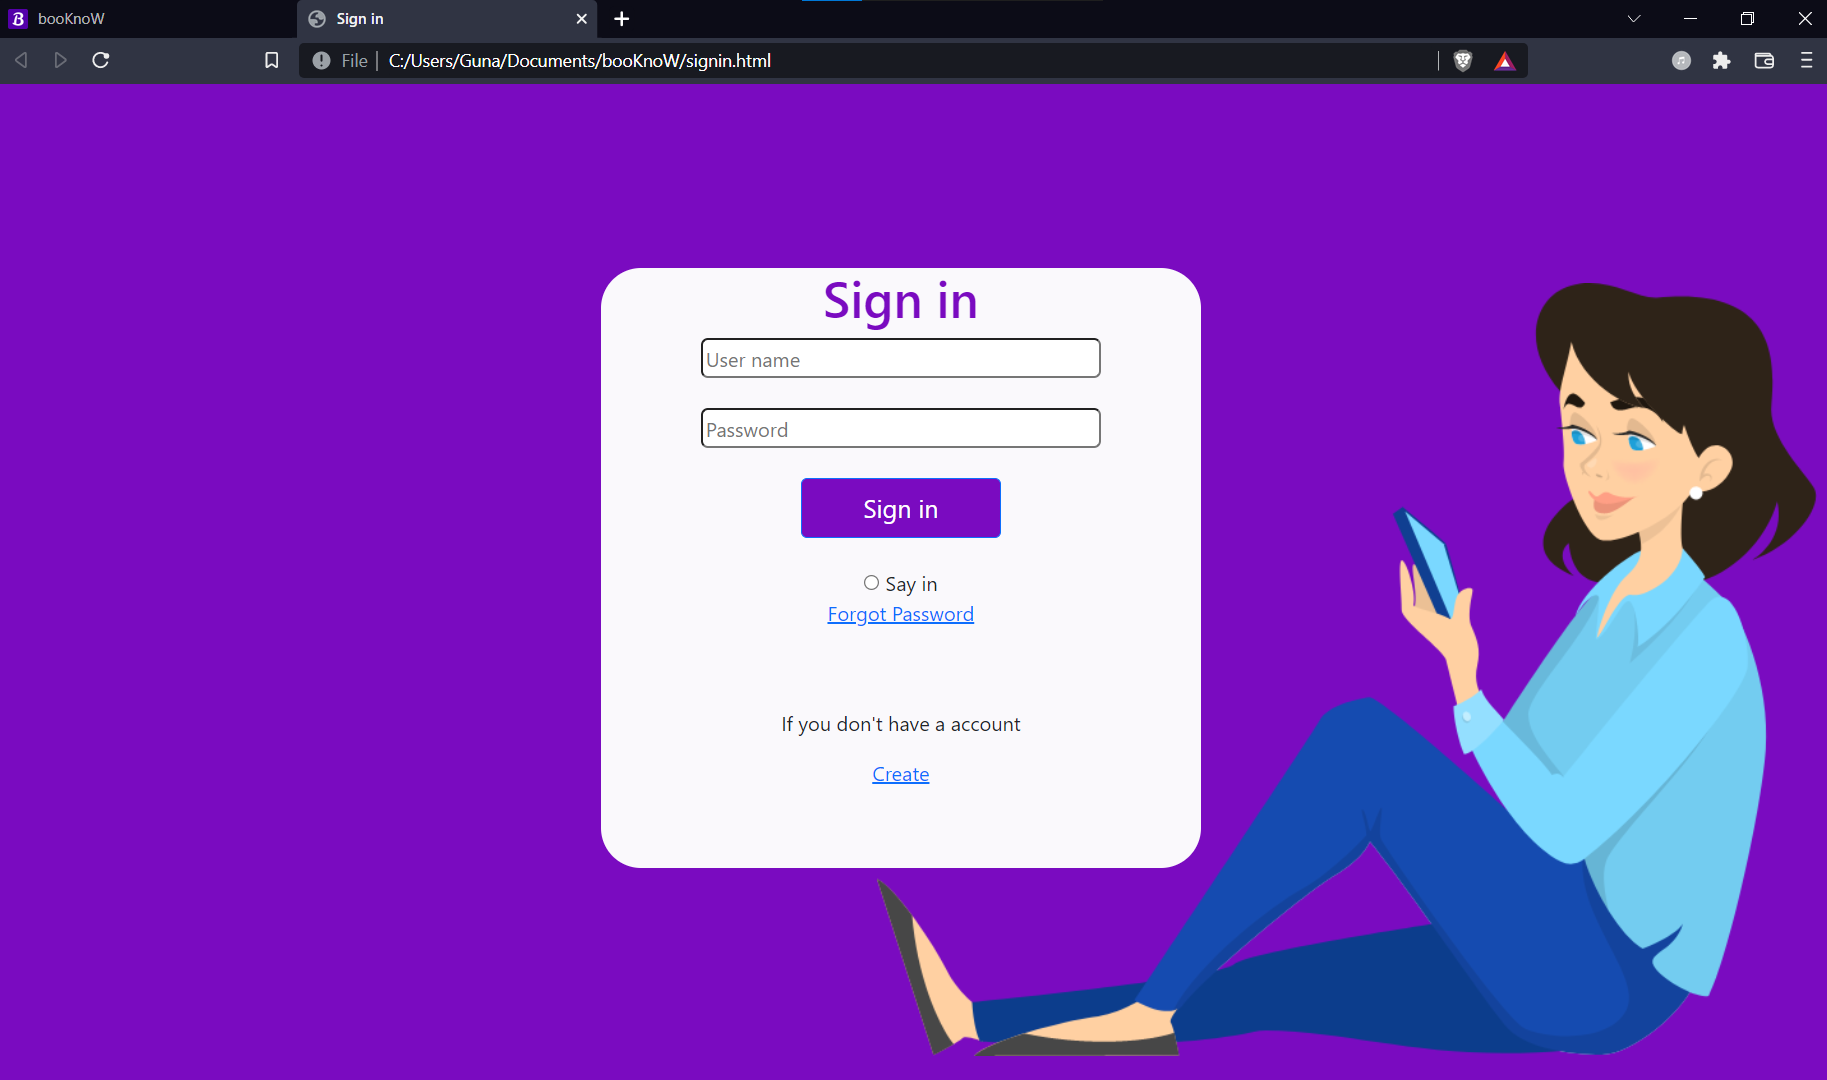 booKnoW
Sign in
File
C:/Users/Guna/Documents/booKnoW/signin.html
Sign in
User name
Password
Sign in
Say in
Forgot Password
If you don't have a account
Create